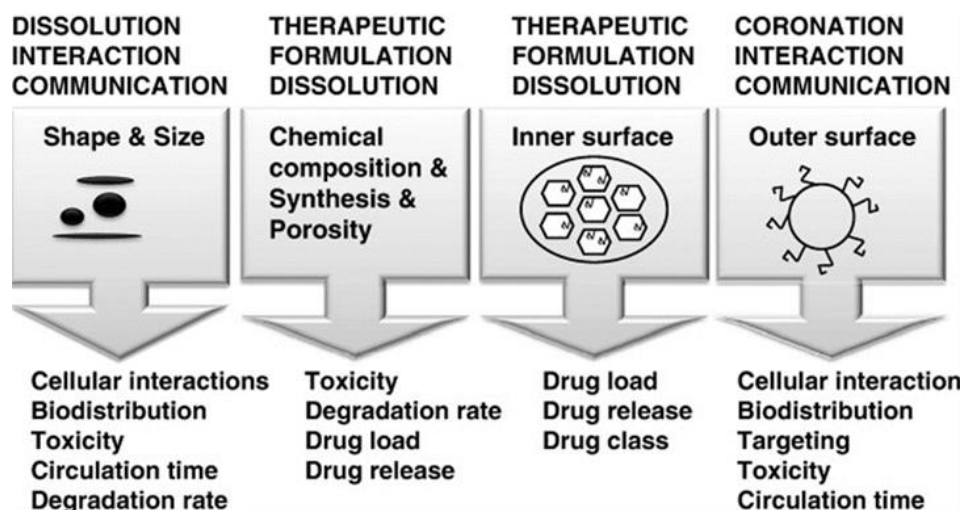 DISSOLUTION
INTERACTION
COMMUNICATION
Shape & Size
Cellular interactions
Biodistribution
Toxicity
Circulation time
Degradation rate
THERAPEUTIC
FORMULATION
DISSOLUTION
Chemical
composition &
Synthesis &
Porosity
Toxicity
Degradation rate
Drug load
Drug release
THERAPEUTIC
FORMULATION
DISSOLUTION
Inner surface
Drug load
Drug release
Drug class
CORONATION
INTERACTION
COMMUNICATION
Outer surface
Cellular interaction
Biodistribution
Targeting
Toxicity
Circulation time